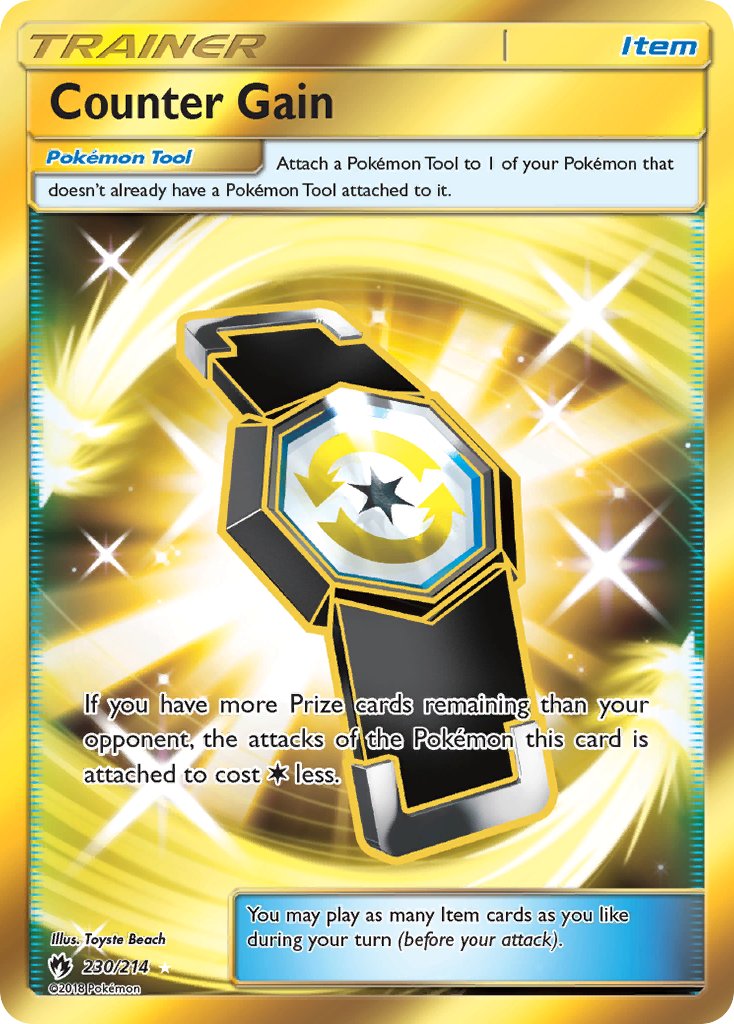 TRAINER
Item
Counter Gain
Pokémon Tool
Attach a Pokémon Tool to 1 of your Pokémon that
doesn't already have a Pokémon Tool attached to it.
If you have more Prize cards remaining than your
opponent, the attacks of the Pokémon this card is
attached to cost less.
You may play as many Item cards as you like
during your turn (before your attack).
Illus. Toyste Beach
230/214
©2018 Pokémon